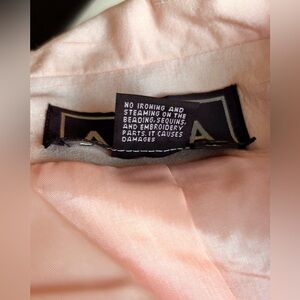 NO IRONING AND
STEAMING ON THE
BEADING, SEQUINS,
AND EMBROIDERY
PARTS. IT CAUSES
DAMAGES
A A